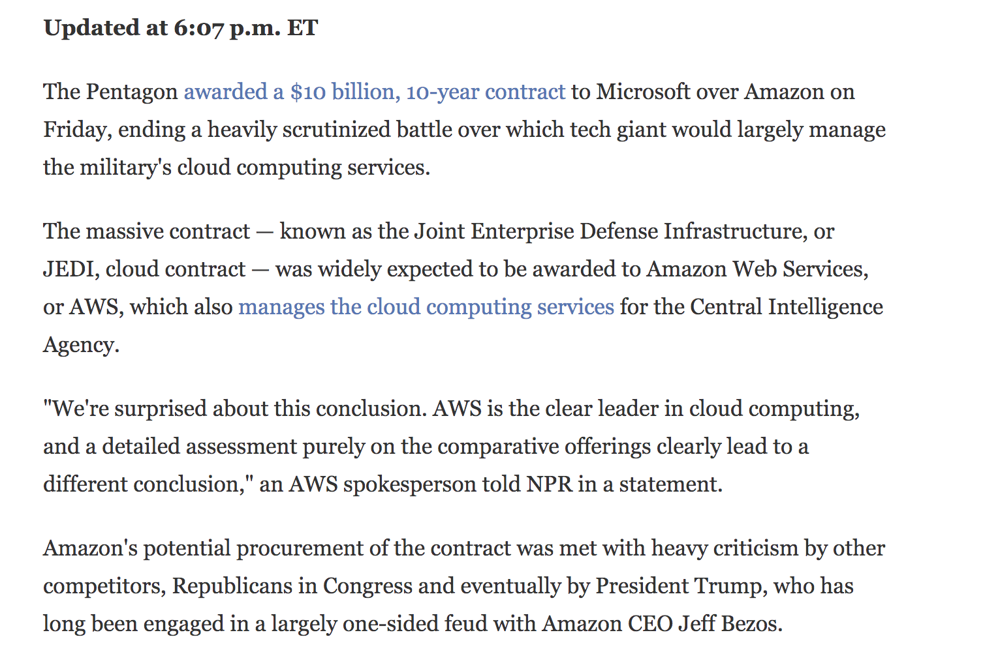 Updated at 6:07 p.m. ET
The Pentagon awarded a $10 billion, 10-year contract to Microsoft over Amazon on
Friday, ending a heavily scrutinized battle over which tech giant would largely manage
the military's cloud computing services.
The massive contract — known as the Joint Enterprise Defense Infrastructure, or
JEDI, cloud contract — was widely expected to be awarded to Amazon Web Services,
or AWS, which also manages the cloud computing services for the Central Intelligence
Agency.
"We're surprised about this conclusion. AWS is the clear leader in cloud computing,
and a detailed assessment purely on the comparative offerings clearly lead to a
different conclusion," an AWS spokesperson told NPR in a statement.
Amazon's potential procurement of the contract was met with heavy criticism by other
competitors, Republicans in Congress and eventually by President Trump, who has
long been engaged in a largely one-sided feud with Amazon CEO Jeff Bezos.